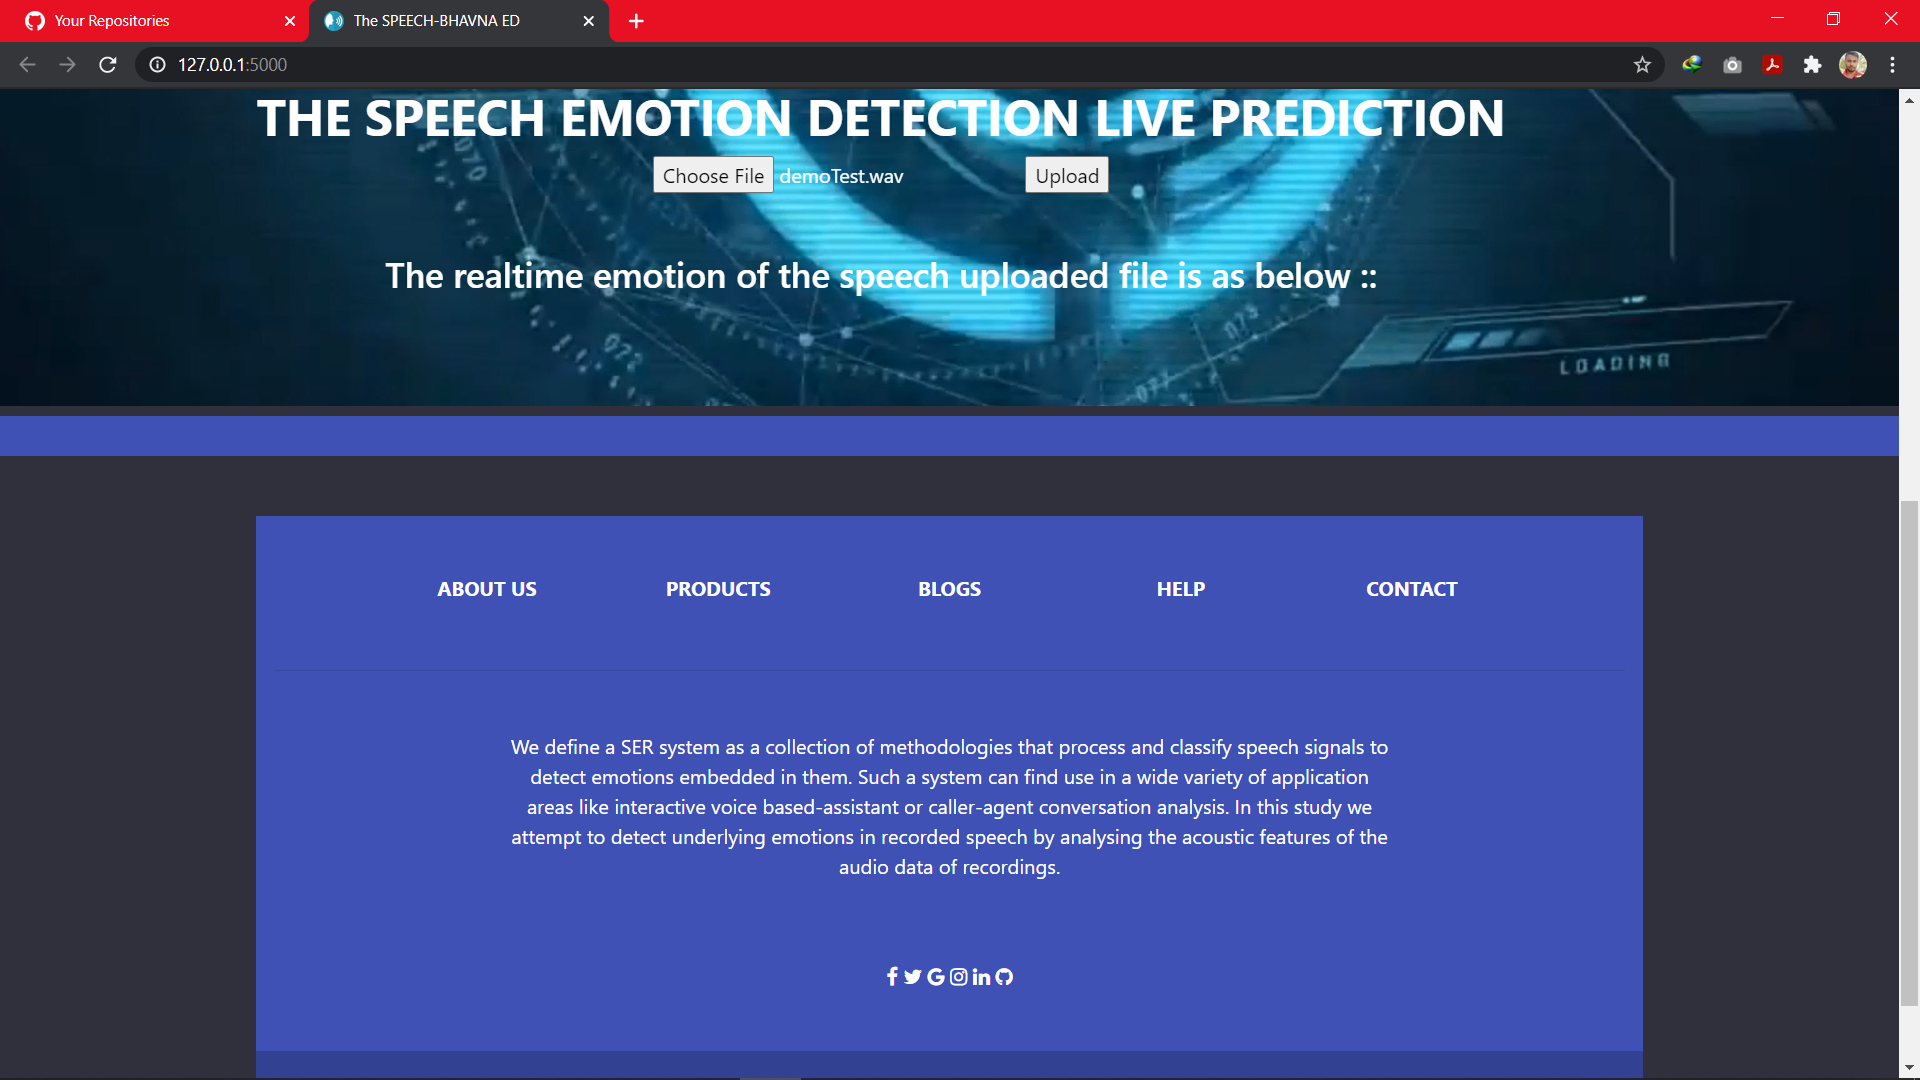 Your Repositories
The SPEECH-BHAVNA ED
127.0.0.1:5000
THE SPEECH EMOTION DETECTION LIVE PREDICTION
Choose File demoTest.wav Upload
The realtime emotion of the speech uploaded file is as below ::
LOADING
ABOUT US PRODUCTS BLOGS HELP CONTACT
We define a SER system as a collection of methodologies that process and classify speech signals to
detect emotions embedded in them. Such a system can find use in a wide variety of application
areas like interactive voice based-assistant or caller-agent conversation analysis. In this study we
attempt to detect underlying emotions in recorded speech by analysing the acoustic features of the
audio data of recordings.